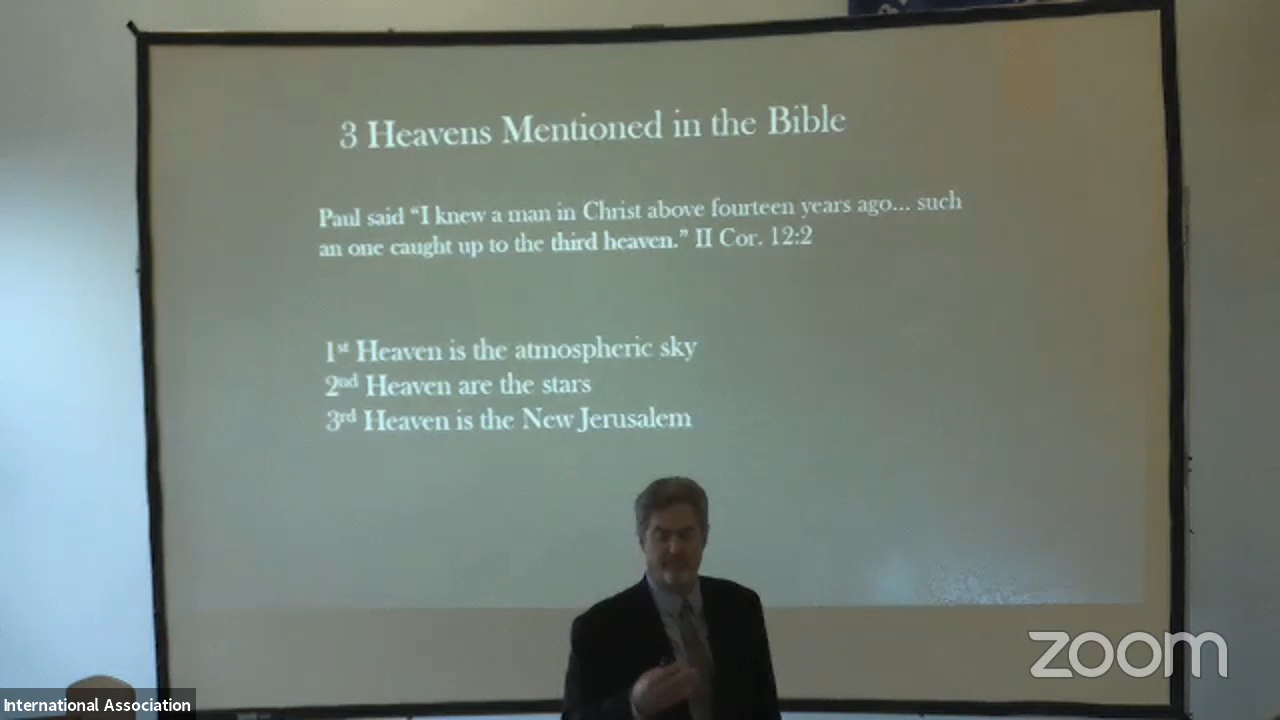 3 Heavens Mentioned in the Bible
Paul said “I knew a man in Christ above fourteen years ago... such
an one caught up to the third heaven.” II Cor. 12:2
1st Heaven is the atmospheric sky
2nd Heaven are the stars
3rd Heaven is the New Jerusalem
zoom
International Association